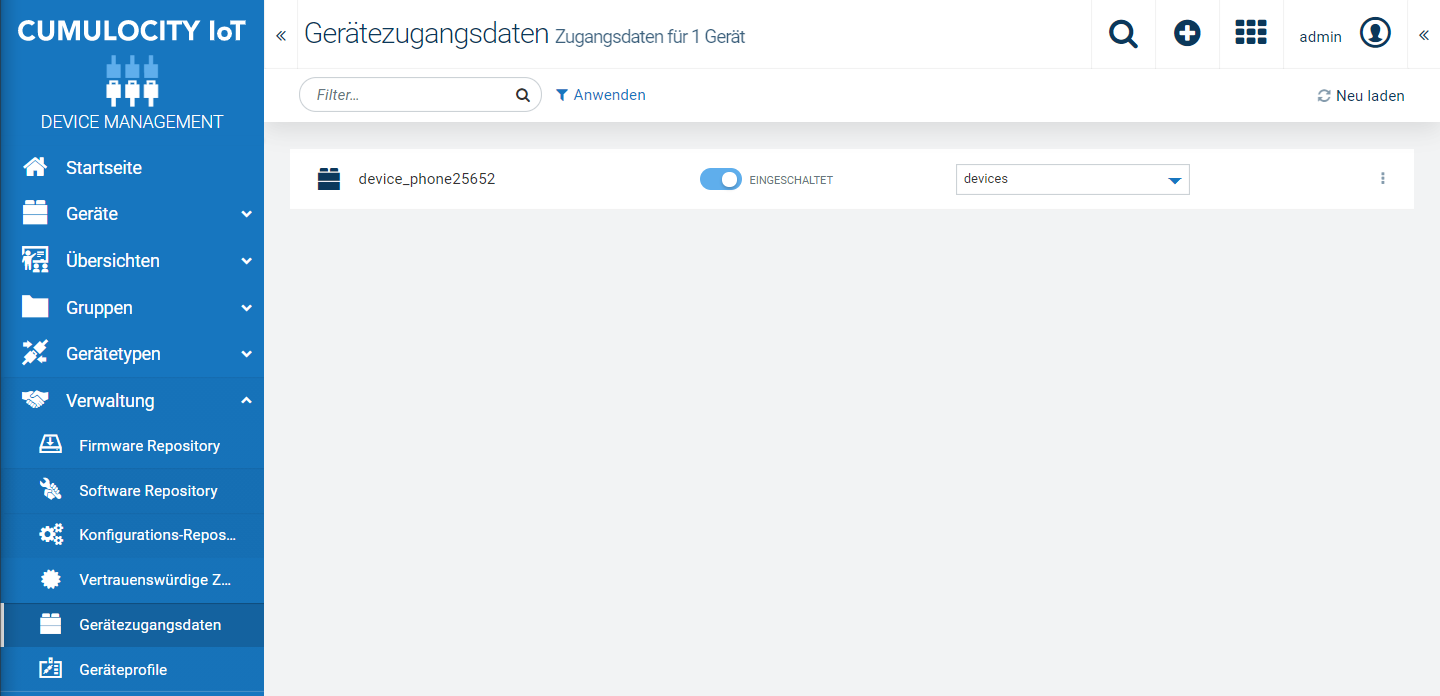 CUMULOCITY IoT
DEVICE MANAGEMENT
Startseite
Geräte
Übersichten
Gruppen
Gerätetypen
Verwaltung
Firmware Repository
Software Repository
Konfigurations-Repos...
Vertrauenswürdige Z...
Gerätezugangsdaten
Geräteprofile
Gerätezugangsdaten Zugangsdaten für 1 Gerät
admin
Filter...
Anwenden
Neu laden
device_phone25652
EINGESCHALTET
devices